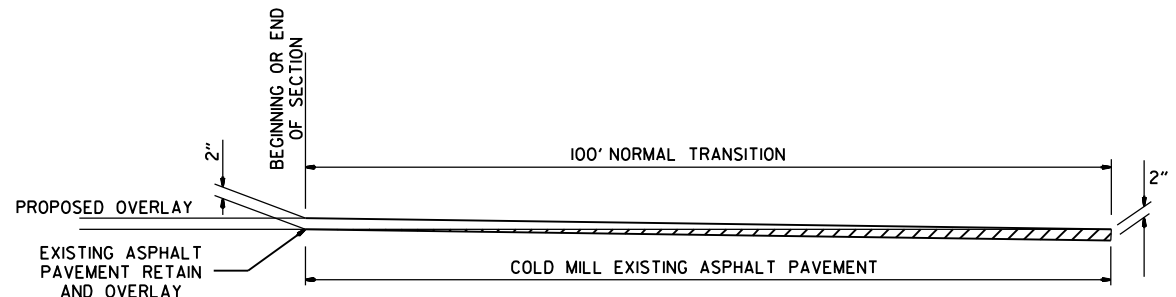 BEGINNING OR END
OF SECTION
2"
100' NORMAL TRANSITION
2"
PROPOSED OVERLAY
EXISTING ASPHALT
PAVEMENT RETAIN
AND OVERLAY
COLD MILL EXISTING ASPHALT PAVEMENT